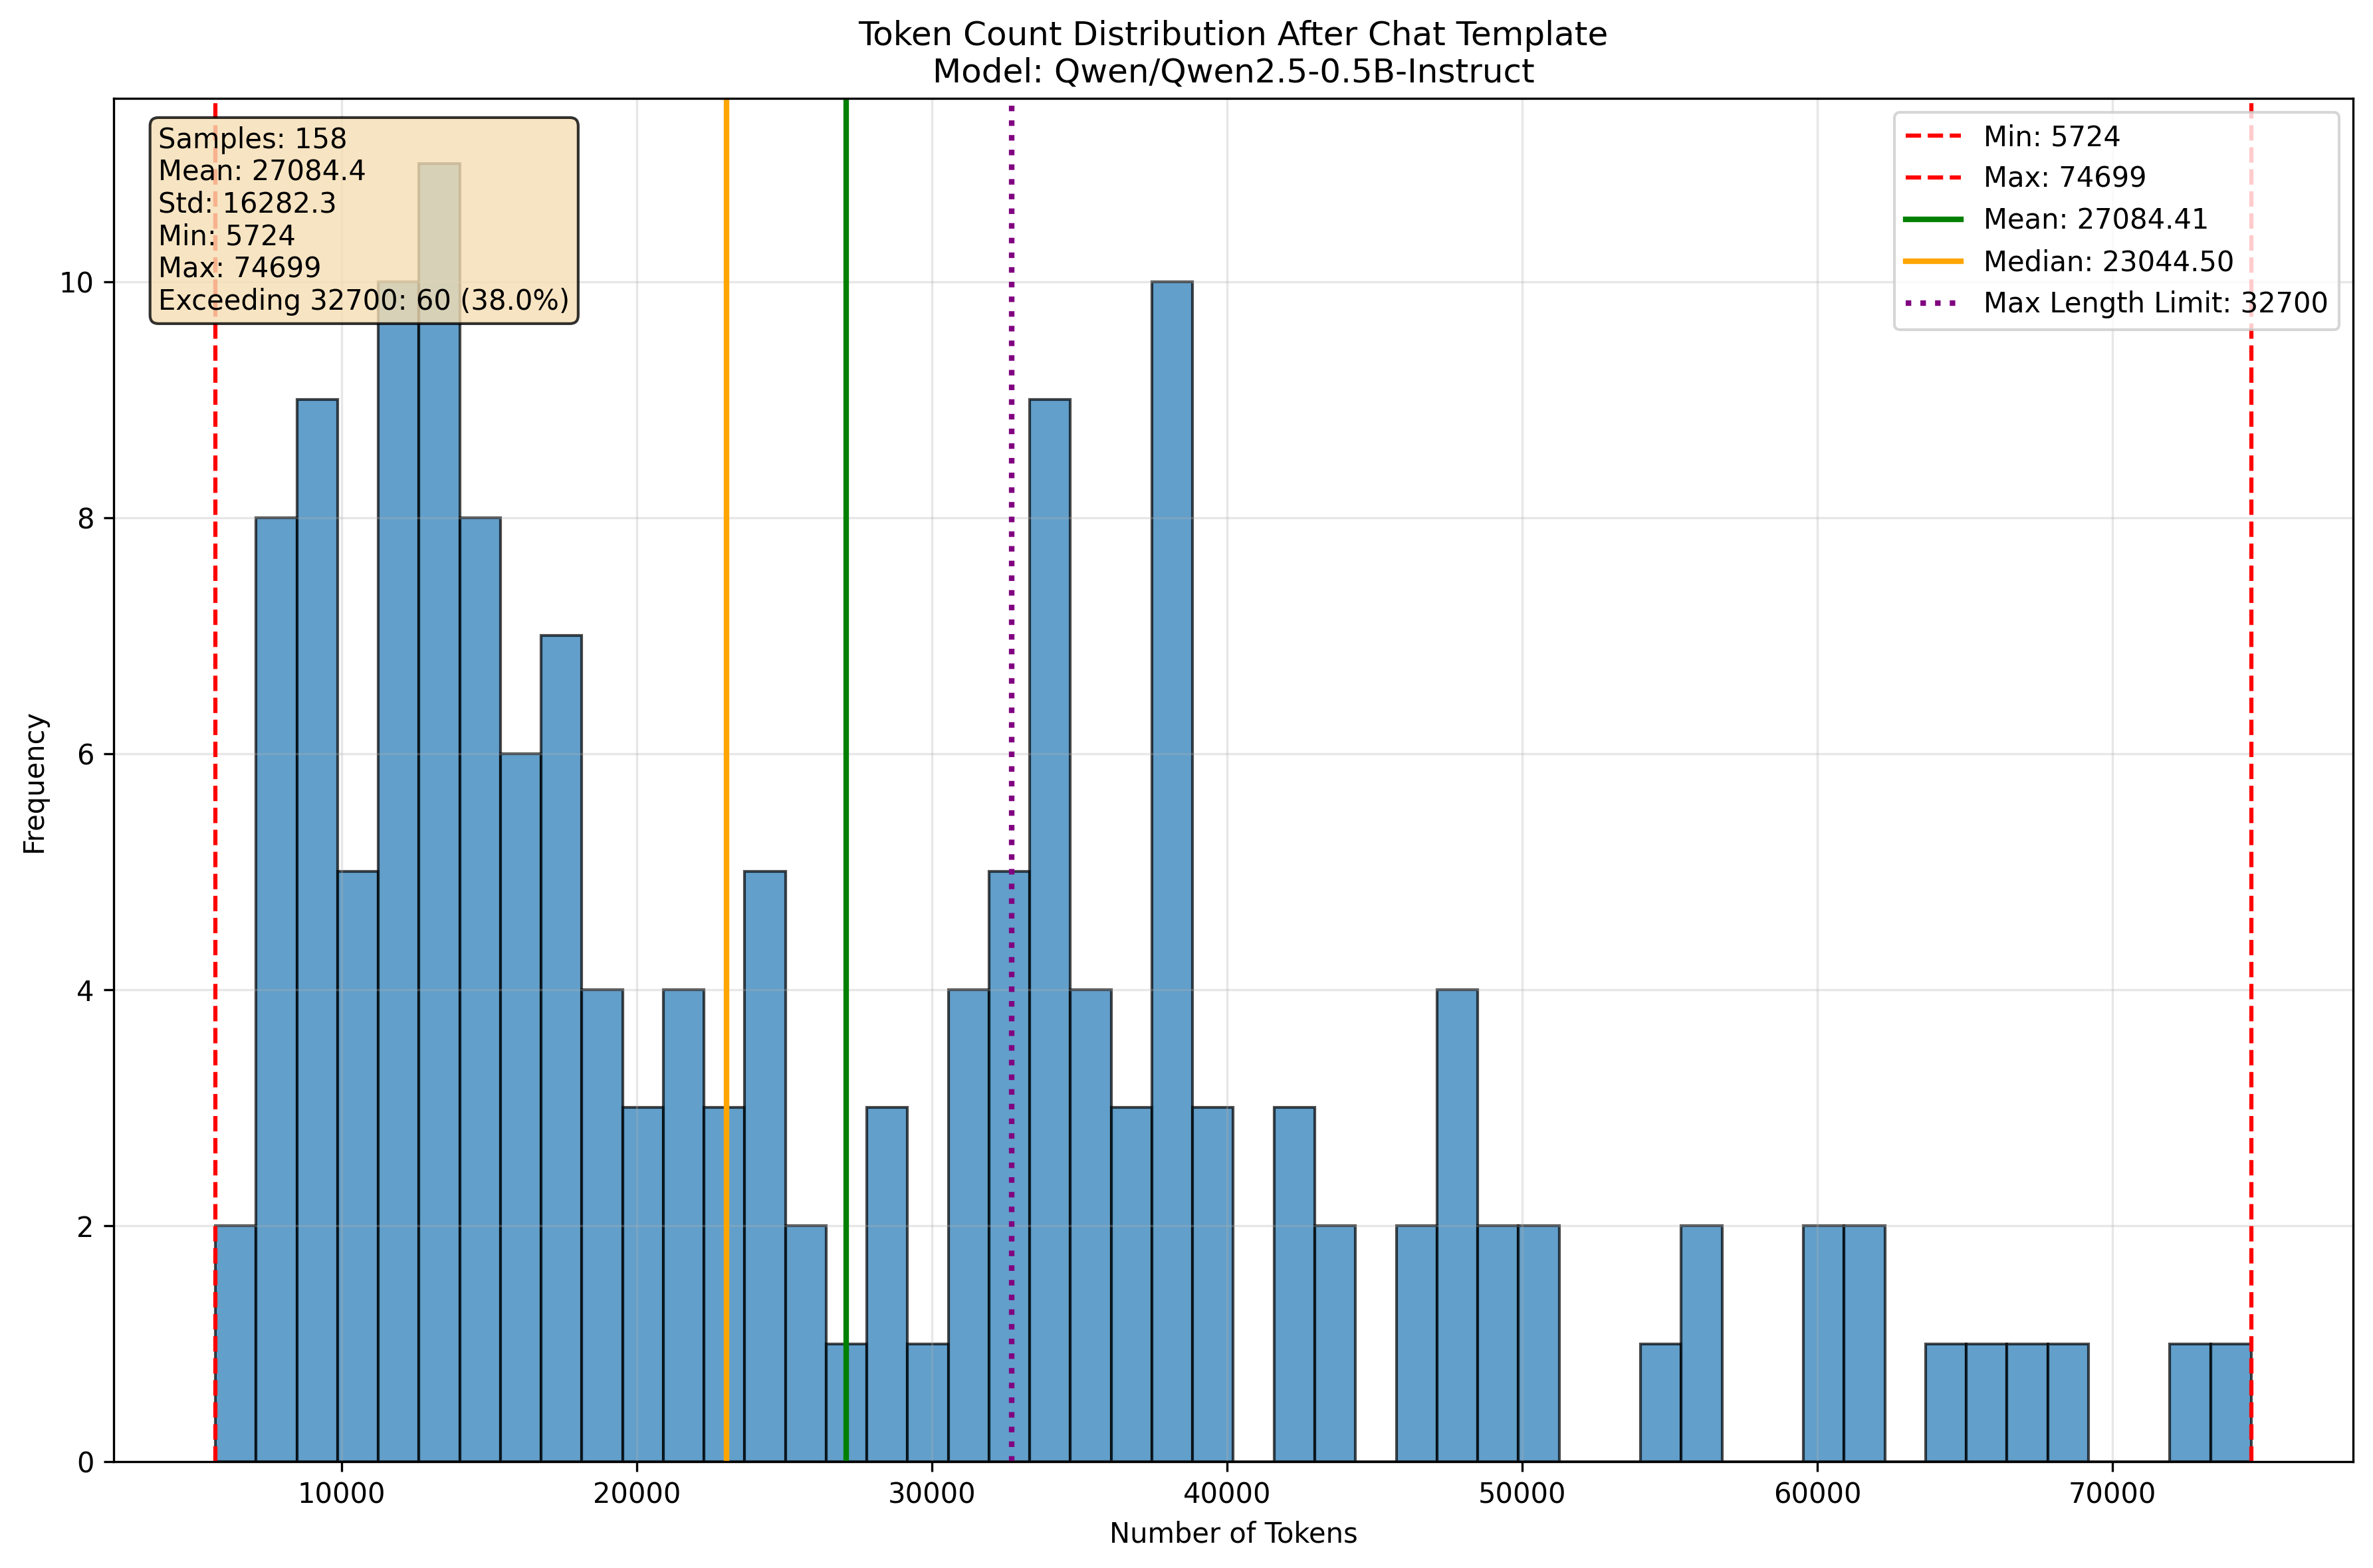 Token Count Distribution After Chat Template
Model: Qwen/Qwen2.5-0.5B-Instruct
Samples: 158
Mean: 27084.4
Std: 16282.3
Min: 5724
Max: 74699
Exceeding 32700: 60 (38.0%)
Min: 5724
Max: 74699
Mean: 27084.41
Median: 23044.50
Max Length Limit: 32700
Frequency
10
8
6
4
2
0
10000 20000 30000 40000 50000 60000 70000
Number of Tokens